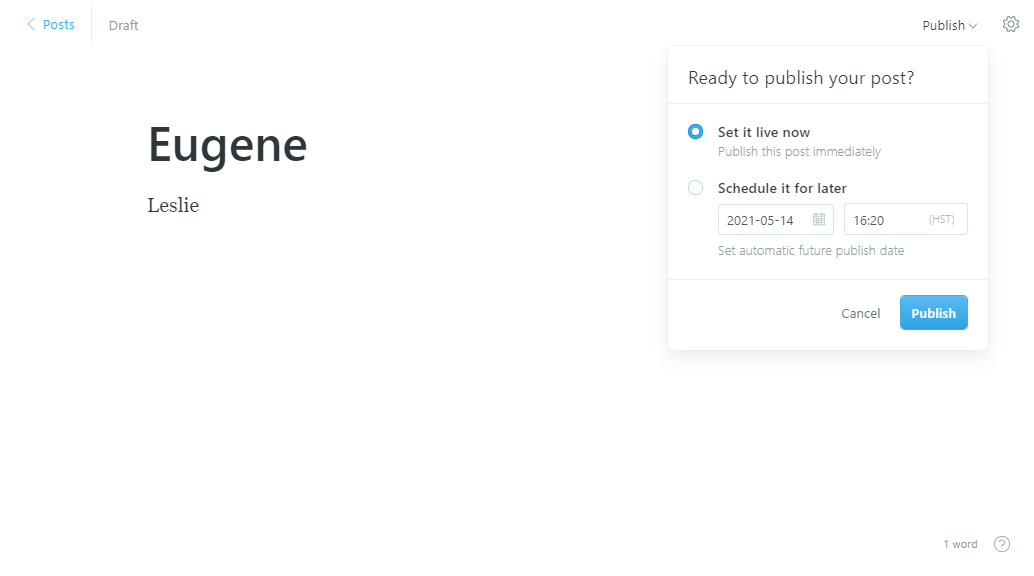 Posts
Draft
Publish
Ready to publish your post?
Eugene
Leslie
Set it live now
Publish this post immediately
Schedule it for later
2021-05-14
16:20 (HST)
Set automatic future publish date
Cancel
Publish
1 word
?